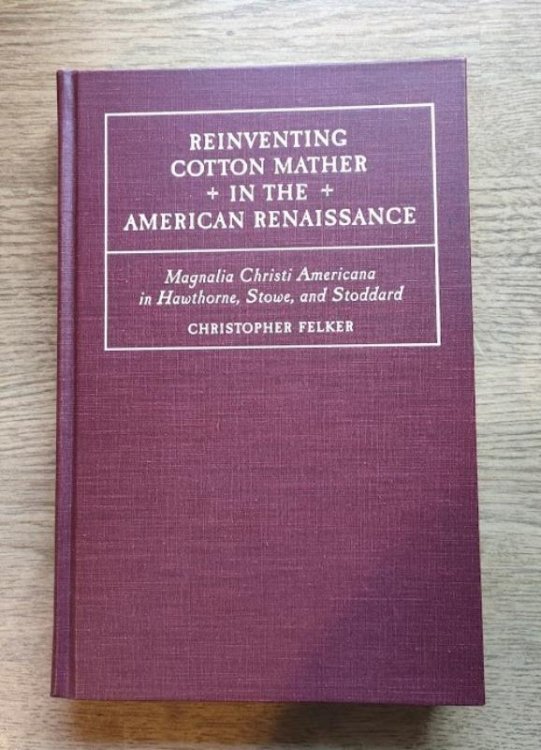 REINVENTING
COTTON MATHER
+ IN THE +
AMERICAN RENAISSANCE
Magnalia Christi Americana
in Hawthorne, Stowe, and Stoddard
CHRISTOPHER FELKER